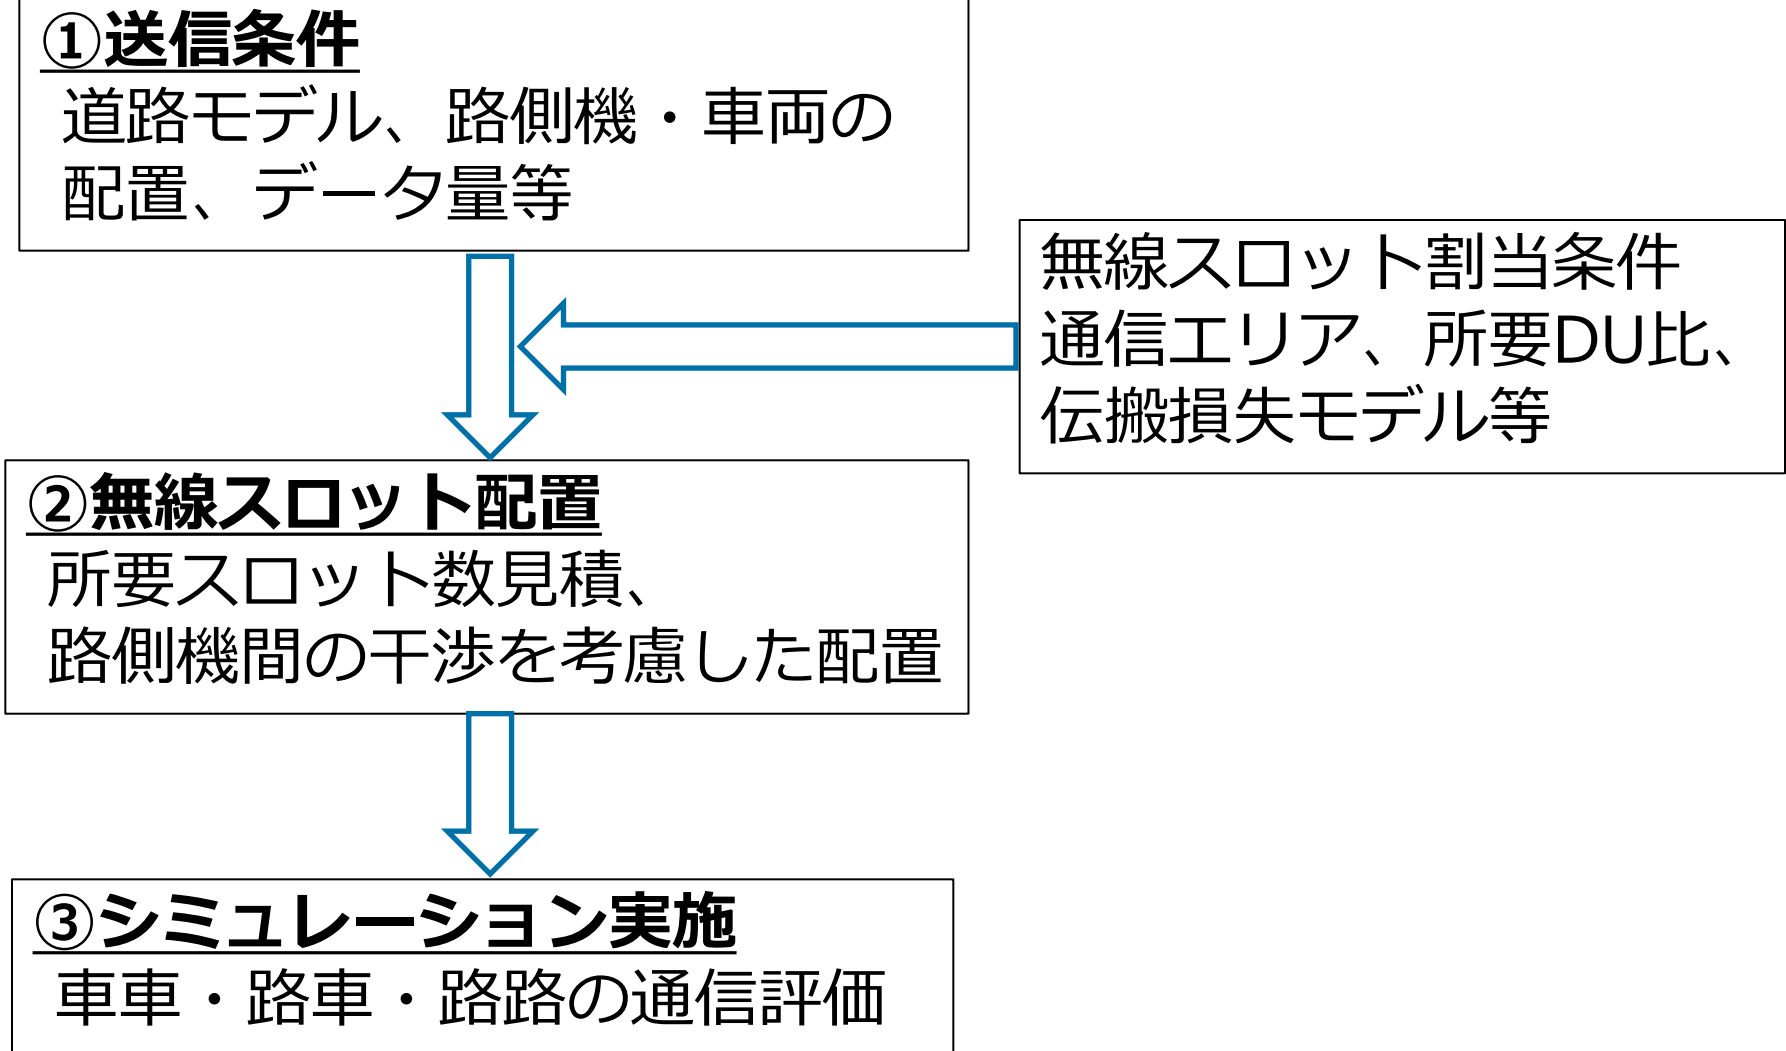 ①送信条件
道路モデル、路側機・車両の
配置、データ量等
無線スロット割当条件
通信エリア、所要DU比、
伝搬損失モデル等
②無線スロット配置
所要スロット数見積、
路側機間の干渉を考慮した配置
③シミュレーション実施
車車・路車・路路の通信評価